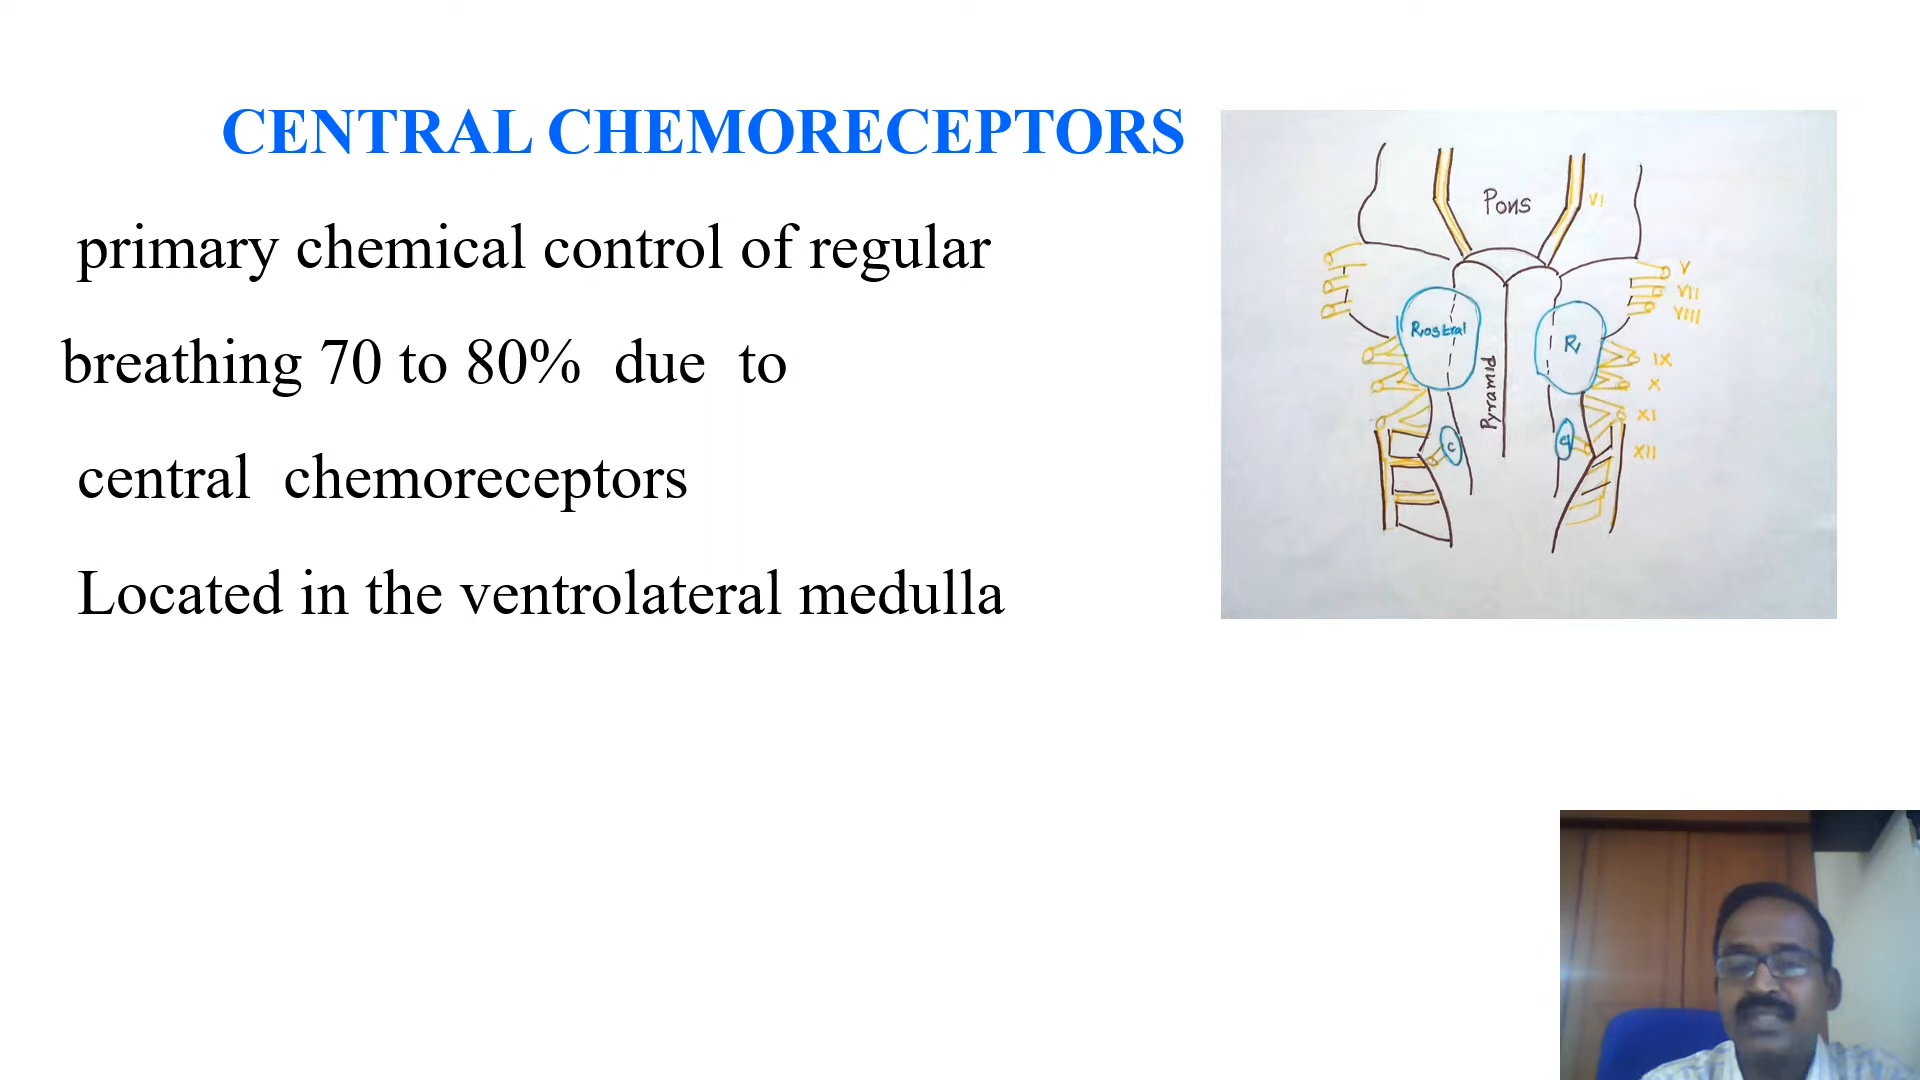 CENTRAL CHEMORECEPTORS
primary chemical control of regular
breathing 70 to 80% due to
central chemoreceptors
Located in the ventrolateral medulla
Pons
VI
V
VII
VIII
Rostral
R
Pyramid
IX
X
XI
XII
C